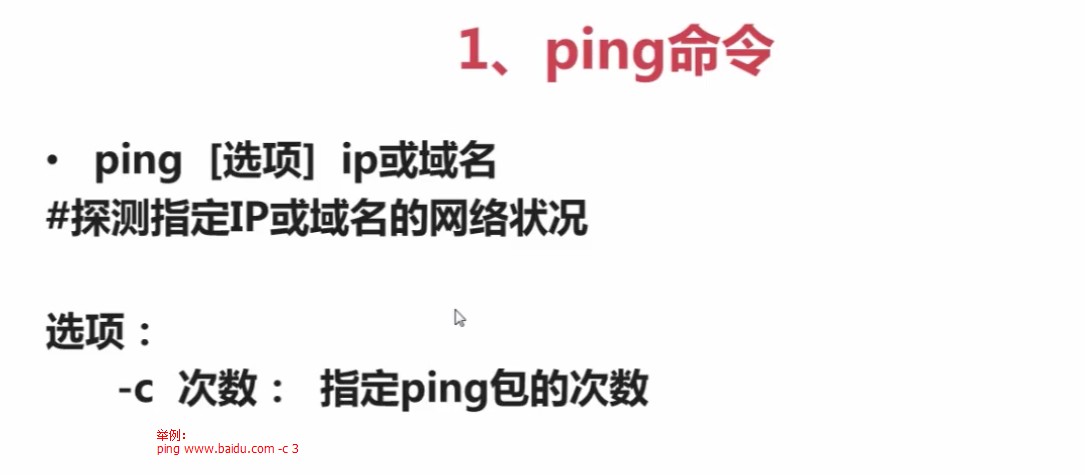 1、ping命令
• ping [选项] ip或域名
#探测指定IP或域名的网络状况
选项：
-c 次数： 指定ping包的次数
举例:
ping www.baidu.com -c 3